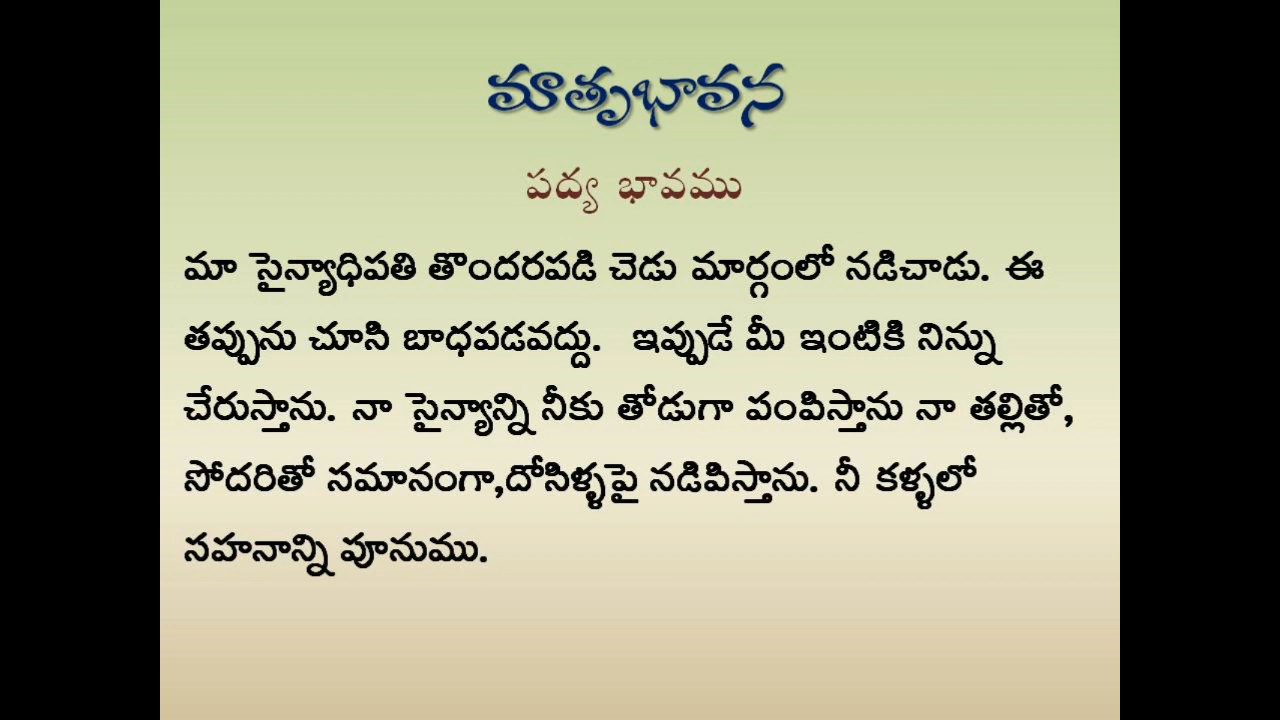 మాతృభావన
పద్య భావము
మా సైన్యాధిపతి తొందరపడి చెడు మార్గంలో నడిచాడు. ఈ
తప్పును చూసి బాధపడవద్దు. ఇప్పుడే మీ ఇంటికి నిన్ను
చేరుస్తాను. నా సైన్యాన్ని నీకు తోడుగా పంపిస్తాను నా తల్లితో,
సోదరితో సమానంగా,దోసిళ్ళపై నడిపిస్తాను. నీ కళ్ళలో
సహనాన్ని పూనుము.